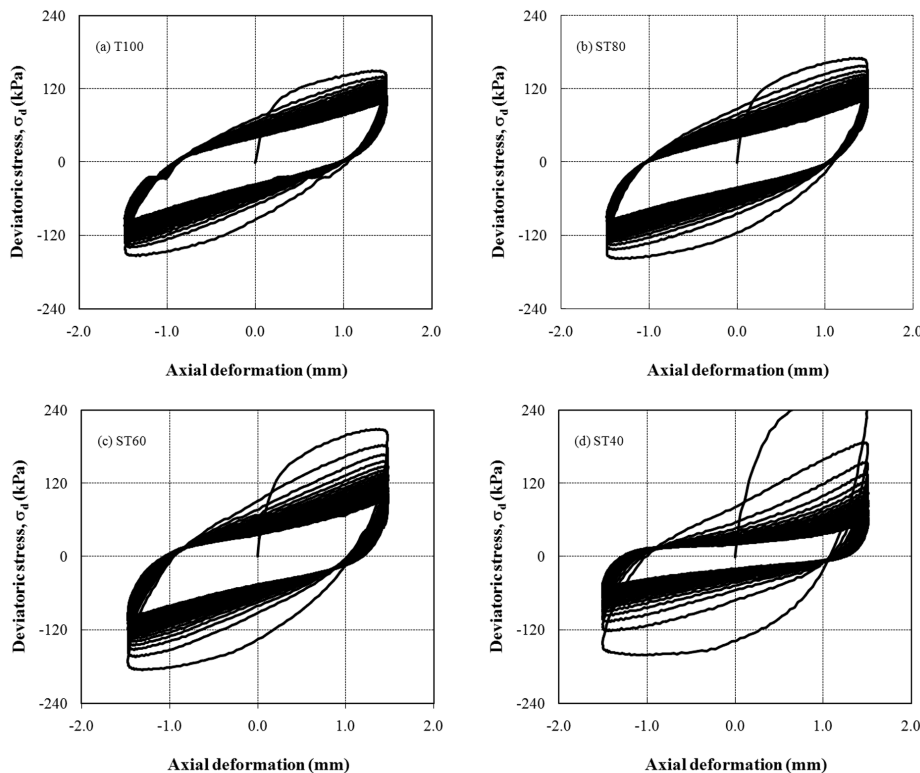 Deviatoric stress, σd (kPa)
240
120
0
-120
-240
(a) T100
-2.0 -1.0 0.0 1.0 2.0
Axial deformation (mm)
Deviatoric stress, σd (kPa)
240
120
0
-120
-240
(b) ST80
-2.0 -1.0 0.0 1.0 2.0
Axial deformation (mm)
Deviatoric stress, σd (kPa)
240
120
0
-120
-240
(c) ST60
-2.0 -1.0 0.0 1.0 2.0
Axial deformation (mm)
Deviatoric stress, σd (kPa)
240
120
0
-120
-240
(d) ST40
-2.0 -1.0 0.0 1.0 2.0
Axial deformation (mm)